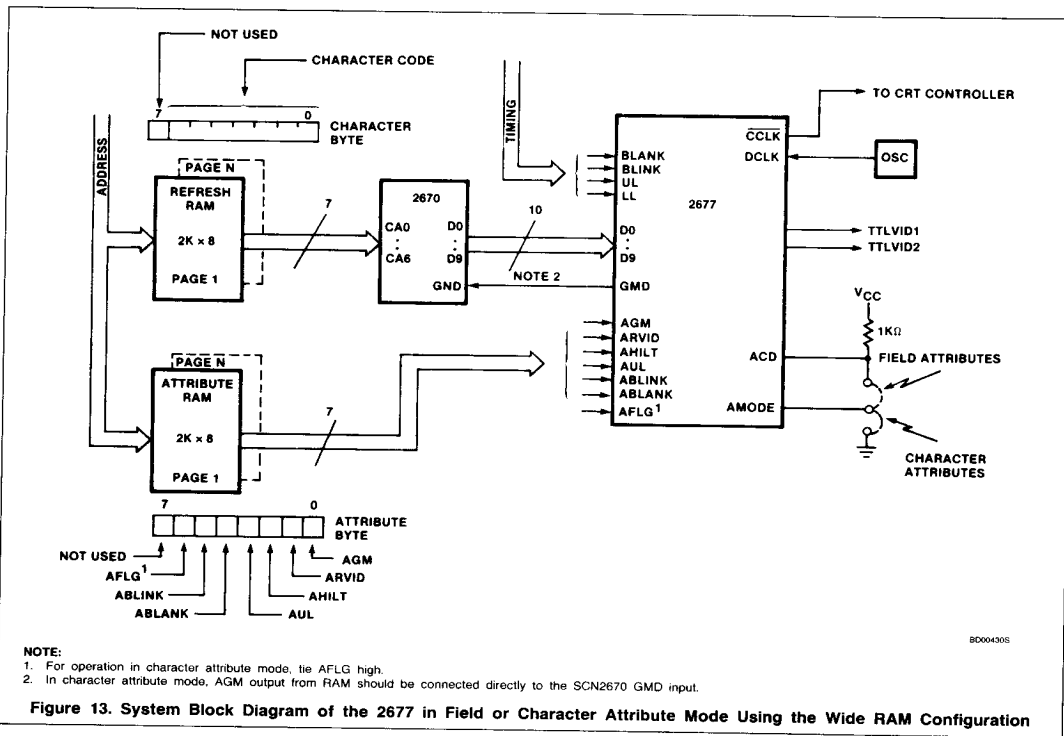 NOT USED
CHARACTER CODE
7 0
CHARACTER
BYTE
ADDRESS
PAGE N
REFRESH
RAM
2K × 8
PAGE 1
7
2670
CA0
:
CA6
D0
:
D9
GND
10
NOTE 2
TIMING
BLANK
BLINK
UL
LL
D0
:
D9
GMD
AGM
ARVID
AHILT
AUL
ABLINK
ABLANK
AFLG1
2677
CCLK
DCLK
ACD
AMODE
TO CRT CONTROLLER
OSC
TTLVID1
TTLVID2
VCC
1KΩ
FIELD ATTRIBUTES
CHARACTER
ATTRIBUTES
PAGE N
ATTRIBUTE
RAM
2K × 8
PAGE 1
7
7 0
ATTRIBUTE
BYTE
NOT USED
AFLG1
ABLINK
ABLANK
AGM
ARVID
AHILT
AUL
BD00430S
NOTE:
1. For operation in character attribute mode, tie AFLG high.
2. In character attribute mode, AGM output from RAM should be connected directly to the SCN2670 GMD input.
Figure 13. System Block Diagram of the 2677 in Field or Character Attribute Mode Using the Wide RAM Configuration